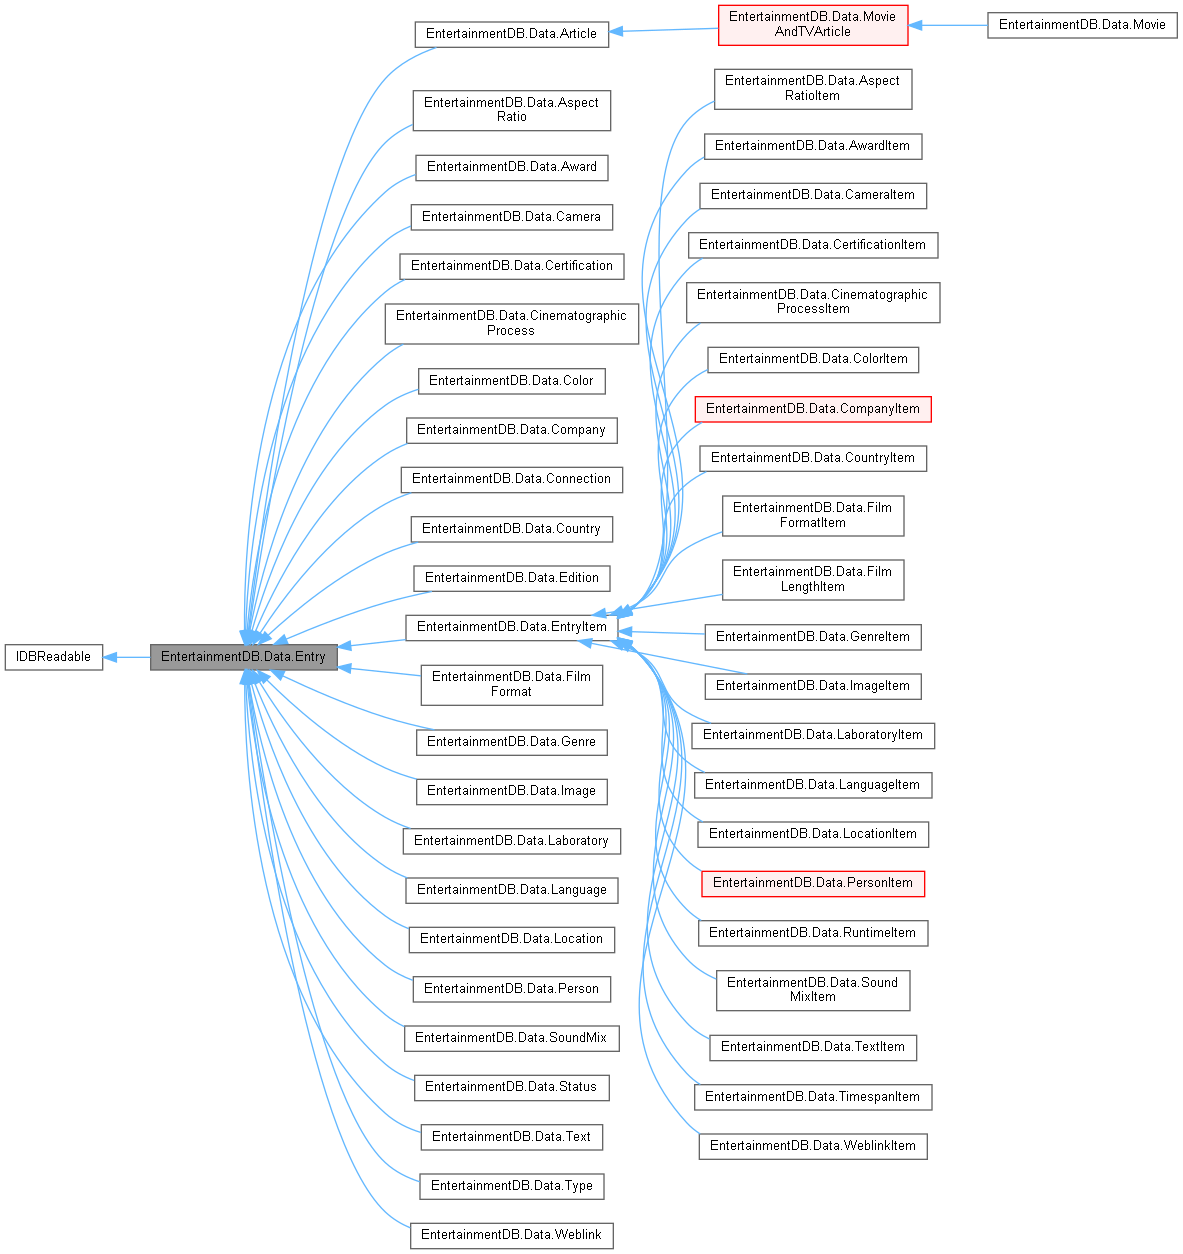 IDBReadable
EntertainmentDB.Data.Entry
EntertainmentDB.Data.Article
EntertainmentDB.Data.Aspect
Ratio
EntertainmentDB.Data.Award
EntertainmentDB.Data.Camera
EntertainmentDB.Data.Certification
EntertainmentDB.Data.Cinematographic
Process
EntertainmentDB.Data.Color
EntertainmentDB.Data.Company
EntertainmentDB.Data.Connection
EntertainmentDB.Data.Country
EntertainmentDB.Data.Edition
EntertainmentDB.Data.EntryItem
EntertainmentDB.Data.Film
Format
EntertainmentDB.Data.Genre
EntertainmentDB.Data.Image
EntertainmentDB.Data.Laboratory
EntertainmentDB.Data.Language
EntertainmentDB.Data.Location
EntertainmentDB.Data.Person
EntertainmentDB.Data.SoundMix
EntertainmentDB.Data.Status
EntertainmentDB.Data.Text
EntertainmentDB.Data.Type
EntertainmentDB.Data.Weblink
EntertainmentDB.Data.Movie
AndTVArticle
EntertainmentDB.Data.Aspect
RatioItem
EntertainmentDB.Data.AwardItem
EntertainmentDB.Data.CameraItem
EntertainmentDB.Data.CertificationItem
EntertainmentDB.Data.Cinematographic
ProcessItem
EntertainmentDB.Data.ColorItem
EntertainmentDB.Data.CompanyItem
EntertainmentDB.Data.CountryItem
EntertainmentDB.Data.Film
FormatItem
EntertainmentDB.Data.Film
LengthItem
EntertainmentDB.Data.GenreItem
EntertainmentDB.Data.ImageItem
EntertainmentDB.Data.LaboratoryItem
EntertainmentDB.Data.LanguageItem
EntertainmentDB.Data.LocationItem
EntertainmentDB.Data.PersonItem
EntertainmentDB.Data.RuntimeItem
EntertainmentDB.Data.Sound
MixItem
EntertainmentDB.Data.TextItem
EntertainmentDB.Data.TimespanItem
EntertainmentDB.Data.WeblinkItem
EntertainmentDB.Data.Movie